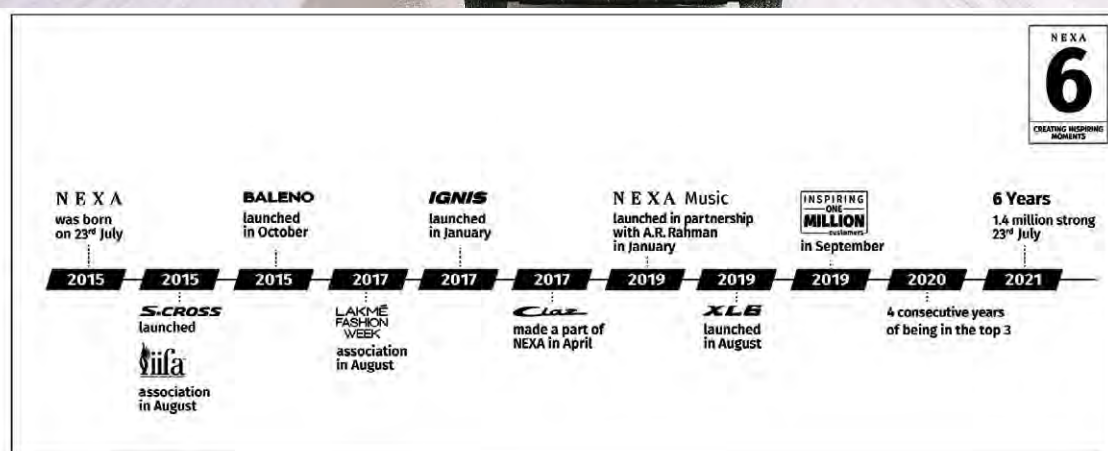 NEXA
6
CREATING INSPIRING
MOMENTS
NEXA
was born
on 23rd July
2015
2015
S-CROSS
launched
iifa
association
in August
BALENO
launched
in October
2015
2017
LAKMÉ
FASHION
WEEK
association
in August
IGNIS
launched
in January
2017
2017
Ciaz
made a part of
NEXA in April
NEXA Music
launched in partnership
with A.R. Rahman
in January
2019
2019
XL6
launched
in August
INSPIRING
ONE
MILLION
customers
in September
2019
2020
4 consecutive years
of being in the top 3
6 Years
1.4 million strong
23rd July
2021